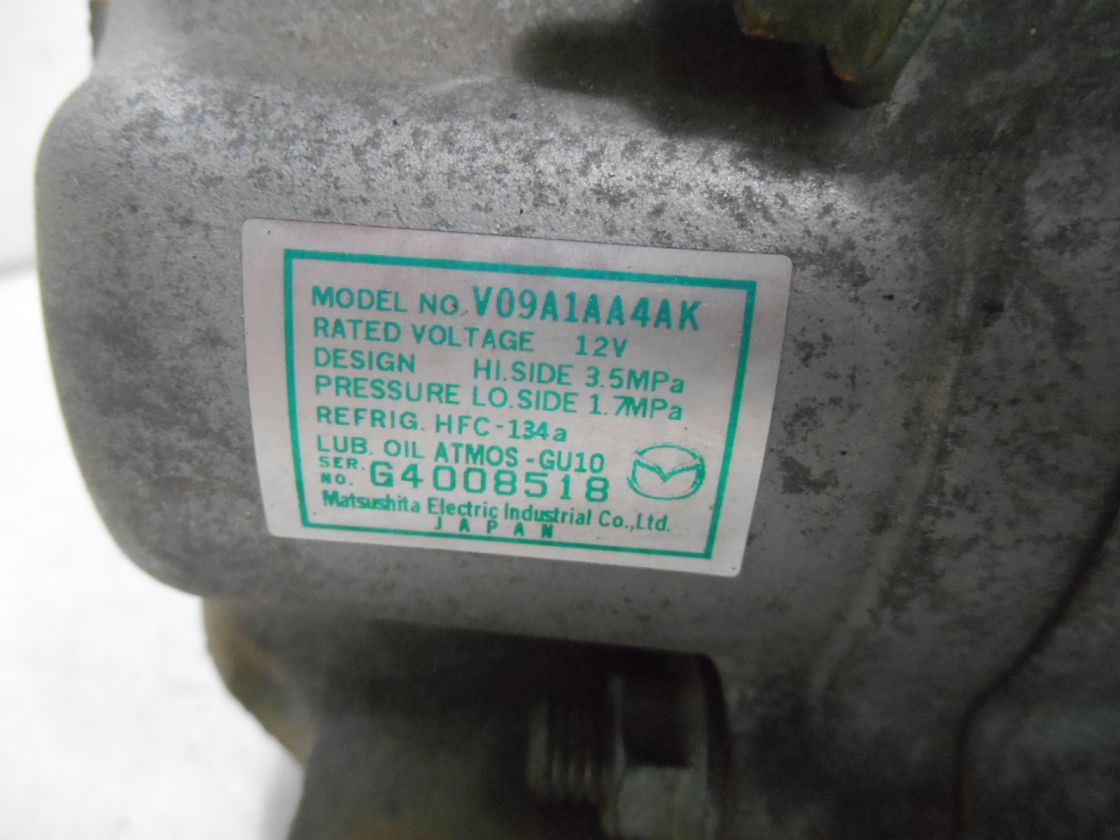 MODEL NO. V09A1AA4AK
RATED VOLTAGE 12V
DESIGN HI.SIDE 3.5MPa
PRESSURE LO.SIDE 1.7MPa
REFRIG. HFC-134a
LUB. OIL ATMOS-GU10
SER. NO. G4008518
Matsushita Electric Industrial Co.,Ltd.
JAPAN